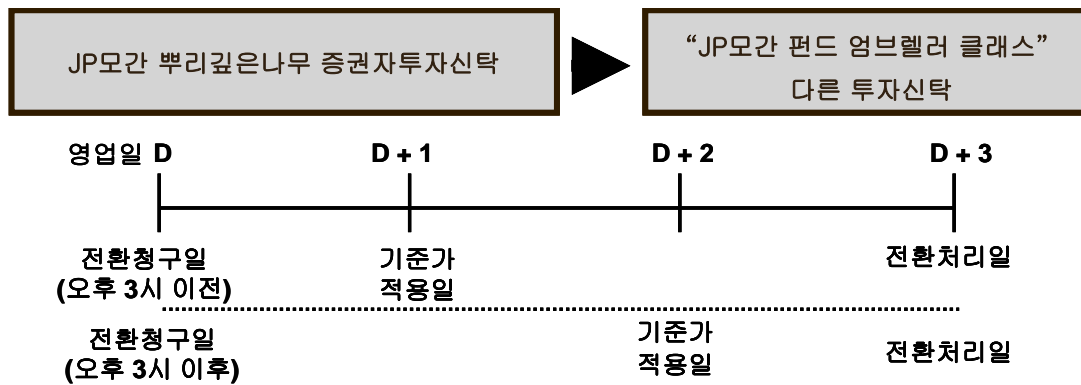 JP모간 뿌리깊은나무 증권자투자신탁
“JP모간 펀드 엄브렐러 클래스”
다른 투자신탁
영업일 D
D + 1
D + 2
D + 3
전환청구일
(오후 3시 이전)
기준가
적용일
전환처리일
전환청구일
(오후 3시 이후)
기준가
적용일
전환처리일